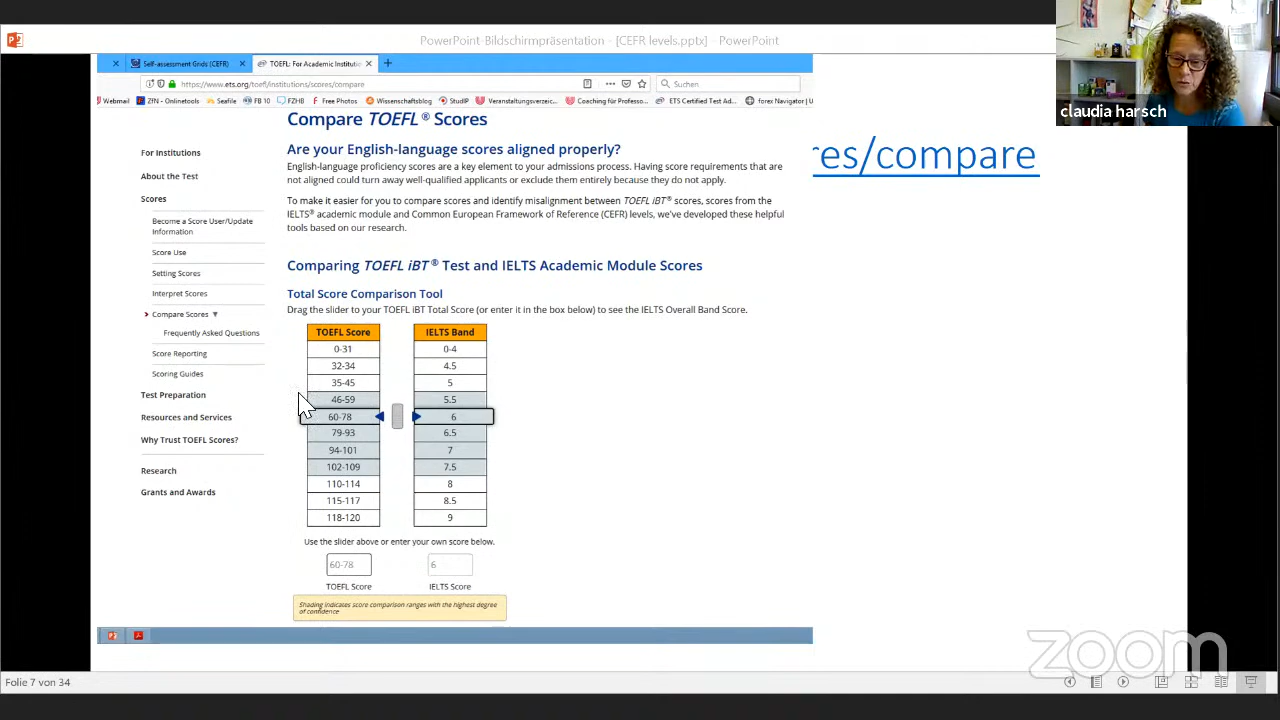 PowerPoint-Bildschirmpräsentation - [CEFR levels.pptx] - PowerPoint
claudia harsch
Self-assessment Grids (CEFR)
TOEFL: For Academic Institutio
https://www.ets.org/toefl/institutions/scores/compare
Suchen
Webmail
ZfN - Onlinetools
Seafile
FB 10
FZHB
Free Photos
Wissenschaftsblog
StudIP
Veranstaltungsverzeic...
Coaching für Professo...
ETS Certified Test Ad...
forex Navigator | U
res/compare
Compare TOEFL® Scores
For Institutions
About the Test
Scores
Become a Score User/Update
Information
Score Use
Setting Scores
Interpret Scores
Compare Scores
Frequently Asked Questions
Score Reporting
Scoring Guides
Test Preparation
Resources and Services
Why Trust TOEFL Scores?
Research
Grants and Awards
Are your English-language scores aligned properly?
English-language proficiency scores are a key element to your admissions process. Having score requirements that are
not aligned could turn away well-qualified applicants or exclude them entirely because they do not apply.
To make it easier for you to compare scores and identify misalignment between TOEFL iBT® scores, scores from the
IELTS® academic module and Common European Framework of Reference (CEFR) levels, we've developed these helpful
tools based on our research.
Comparing TOEFL iBT® Test and IELTS Academic Module Scores
Total Score Comparison Tool
Drag the slider to your TOEFL iBT Total Score (or enter it in the box below) to see the IELTS Overall Band Score.
TOEFL Score IELTS Band
0-31 0-4
32-34 4.5
35-45 5
46-59 5.5
60-78 6
79-93 6.5
94-101 7
102-109 7.5
110-114 8
115-117 8.5
118-120 9
Use the slider above or enter your own score below.
60-78 6
TOEFL Score IELTS Score
Shading indicates score comparison ranges with the highest degree
of confidence
zoom
Folie 7 von 34